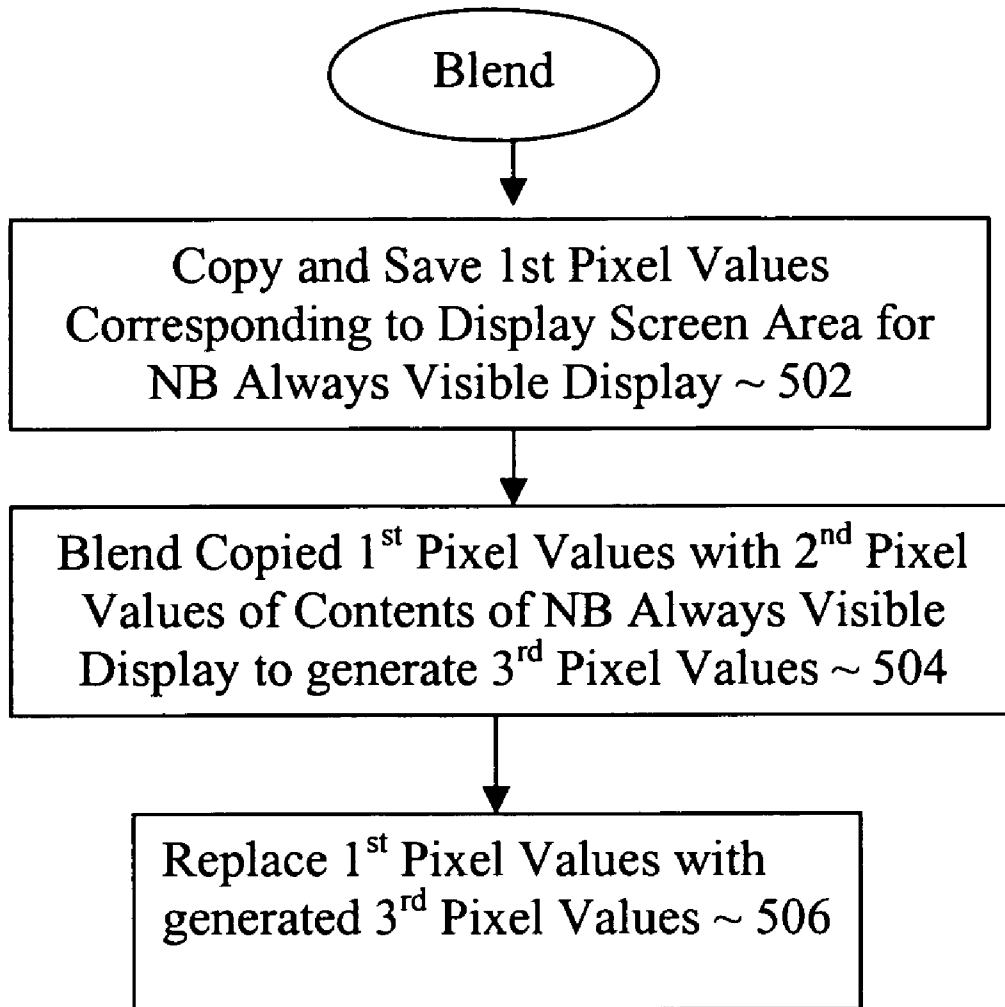 Blend
Copy and Save 1st Pixel Values
Corresponding to Display Screen Area for
NB Always Visible Display ~ 502
Blend Copied 1st Pixel Values with 2nd Pixel
Values of Contents of NB Always Visible
Display to generate 3rd Pixel Values ~ 504
Replace 1st Pixel Values with
generated 3rd Pixel Values ~ 506